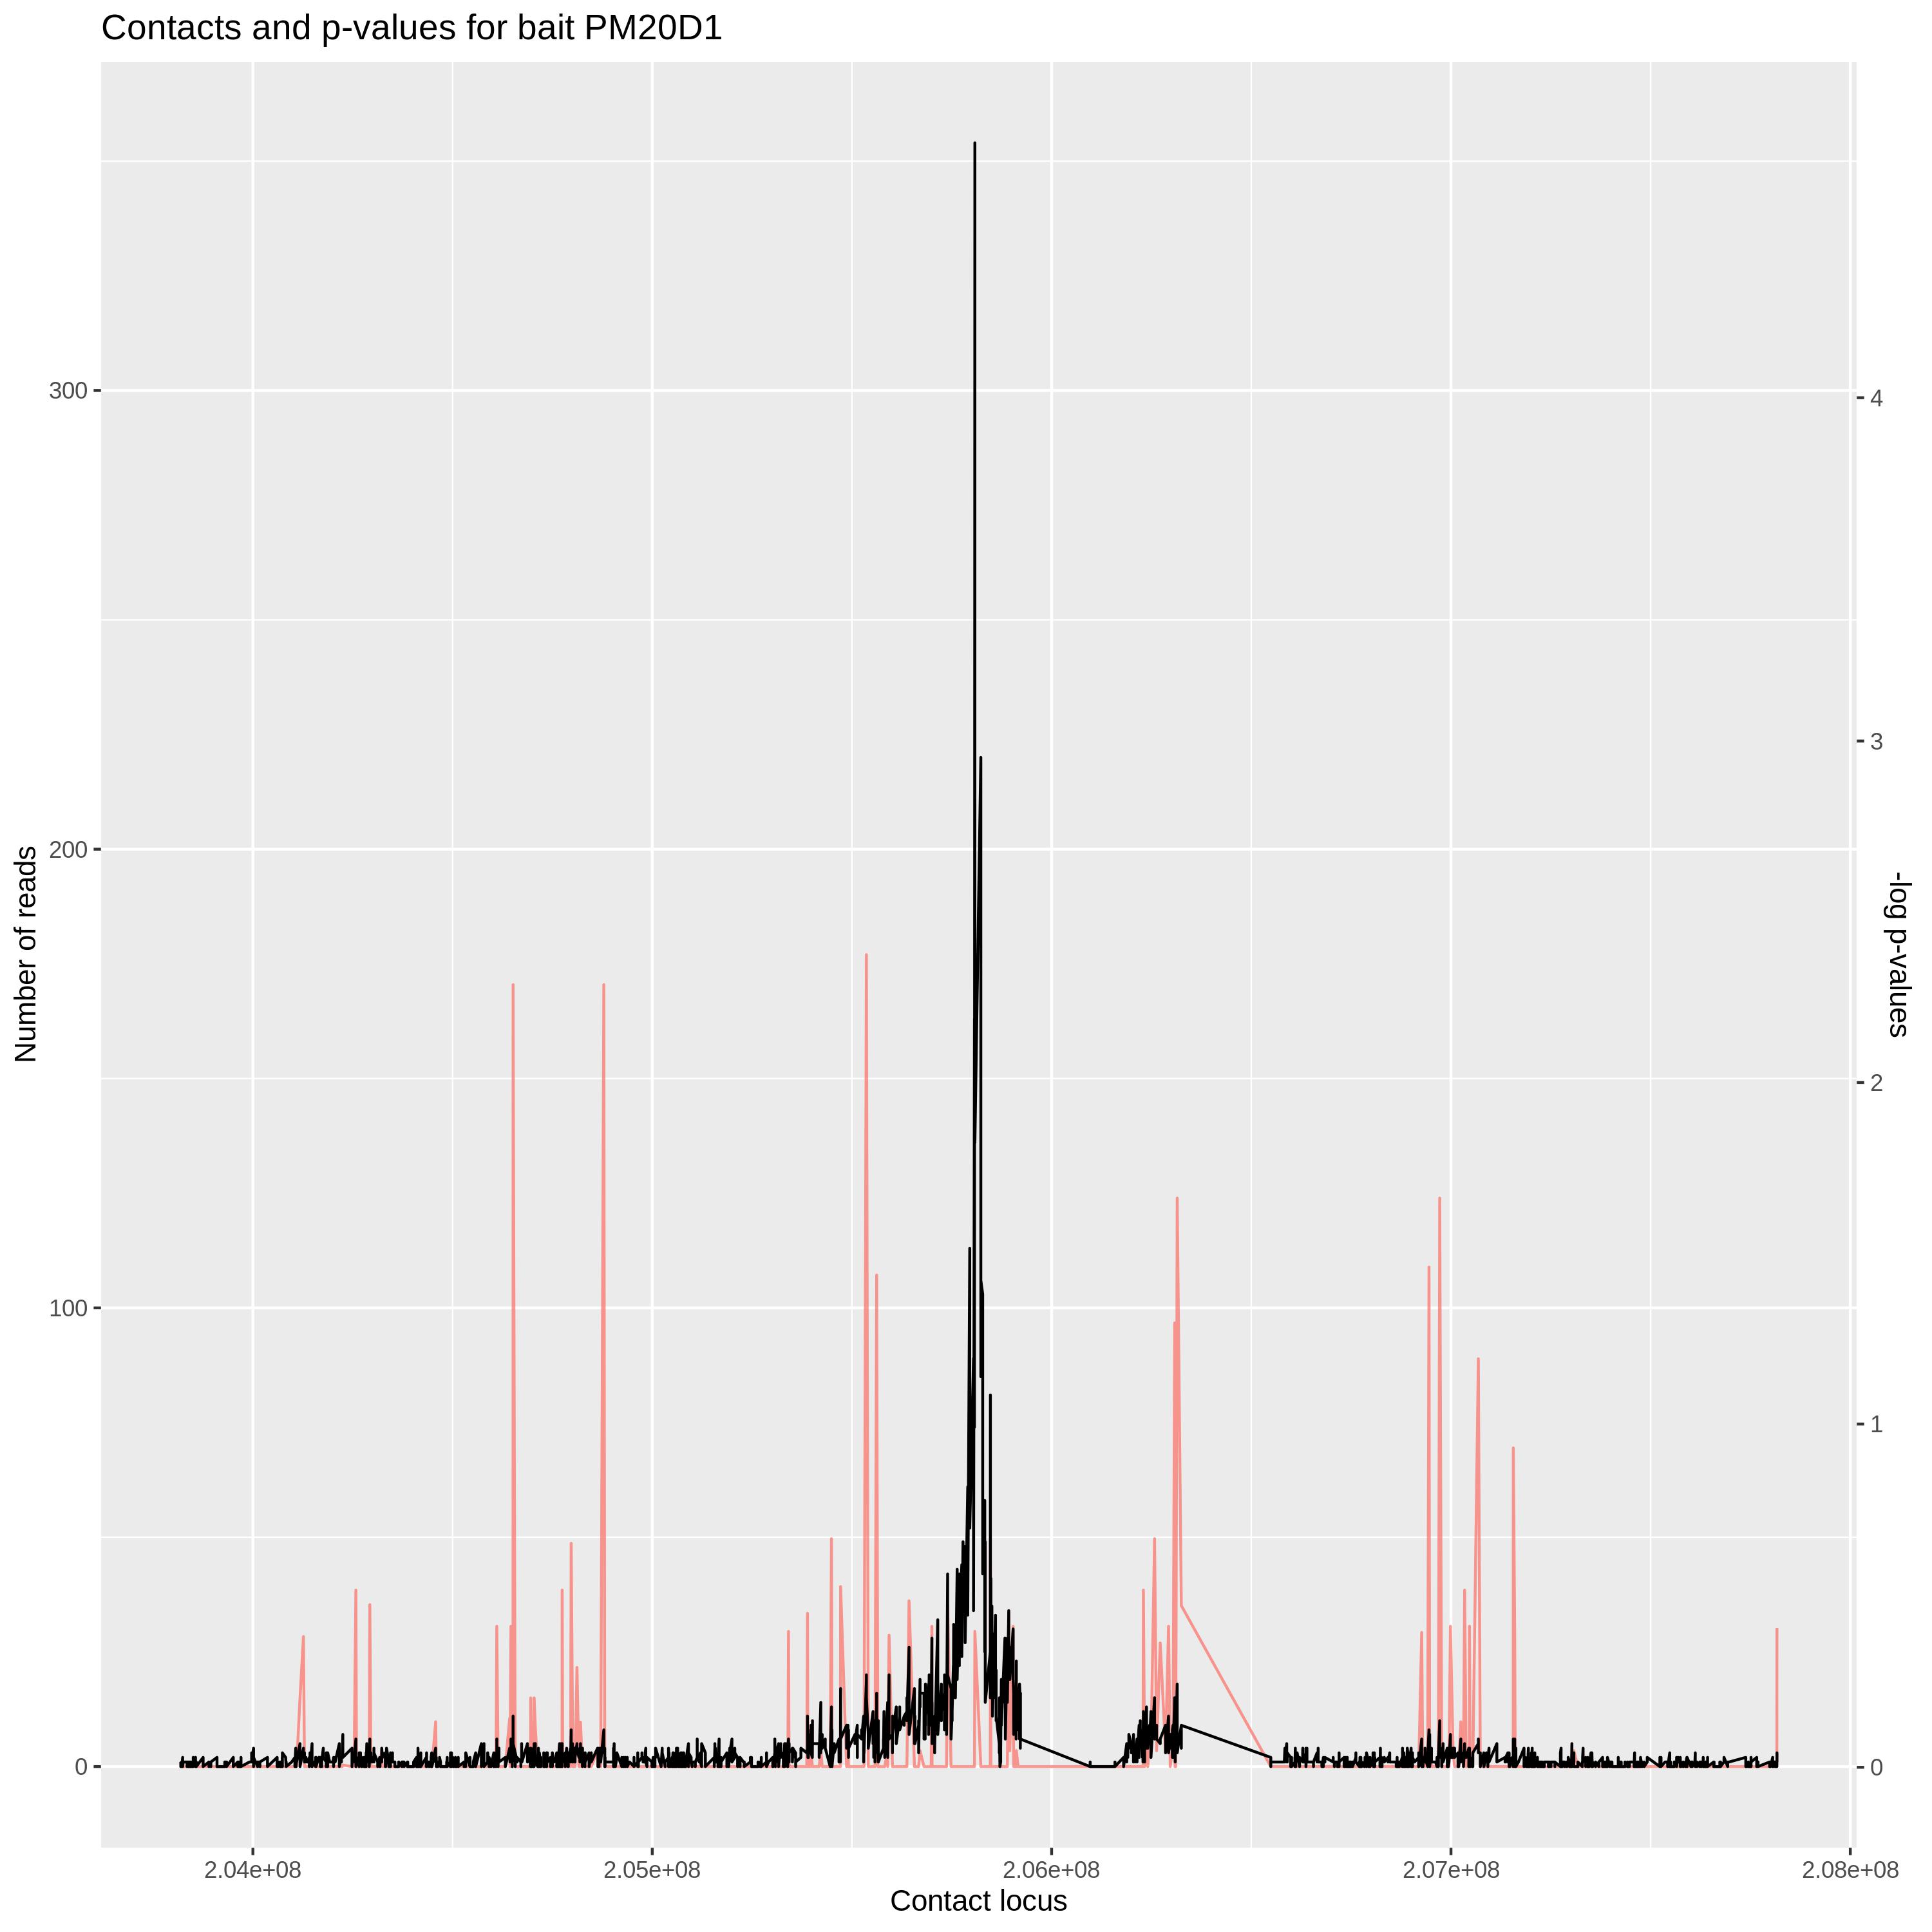 Contacts and p-values for bait PM20D1
300
200
100
0
Number of reads
4
3
2
1
0
-log p-values
2.04e+08
2.05e+08
2.06e+08
2.07e+08
2.08e+08
Contact locus